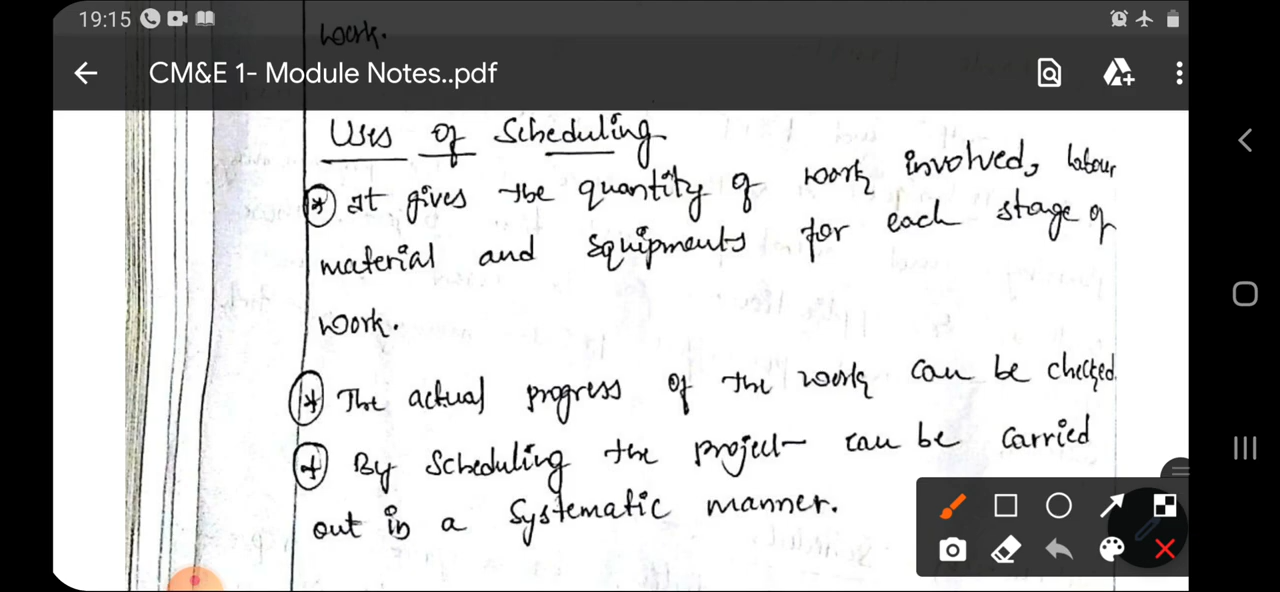 19:15
work.
CM&E 1- Module Notes..pdf
Uses of Scheduling
* It gives the quantity of work involved, labour
material and equipments for each stage of
work.
* The actual progress of the work can be checked.
* By Scheduling the project can be carried
out in a Systematic manner.